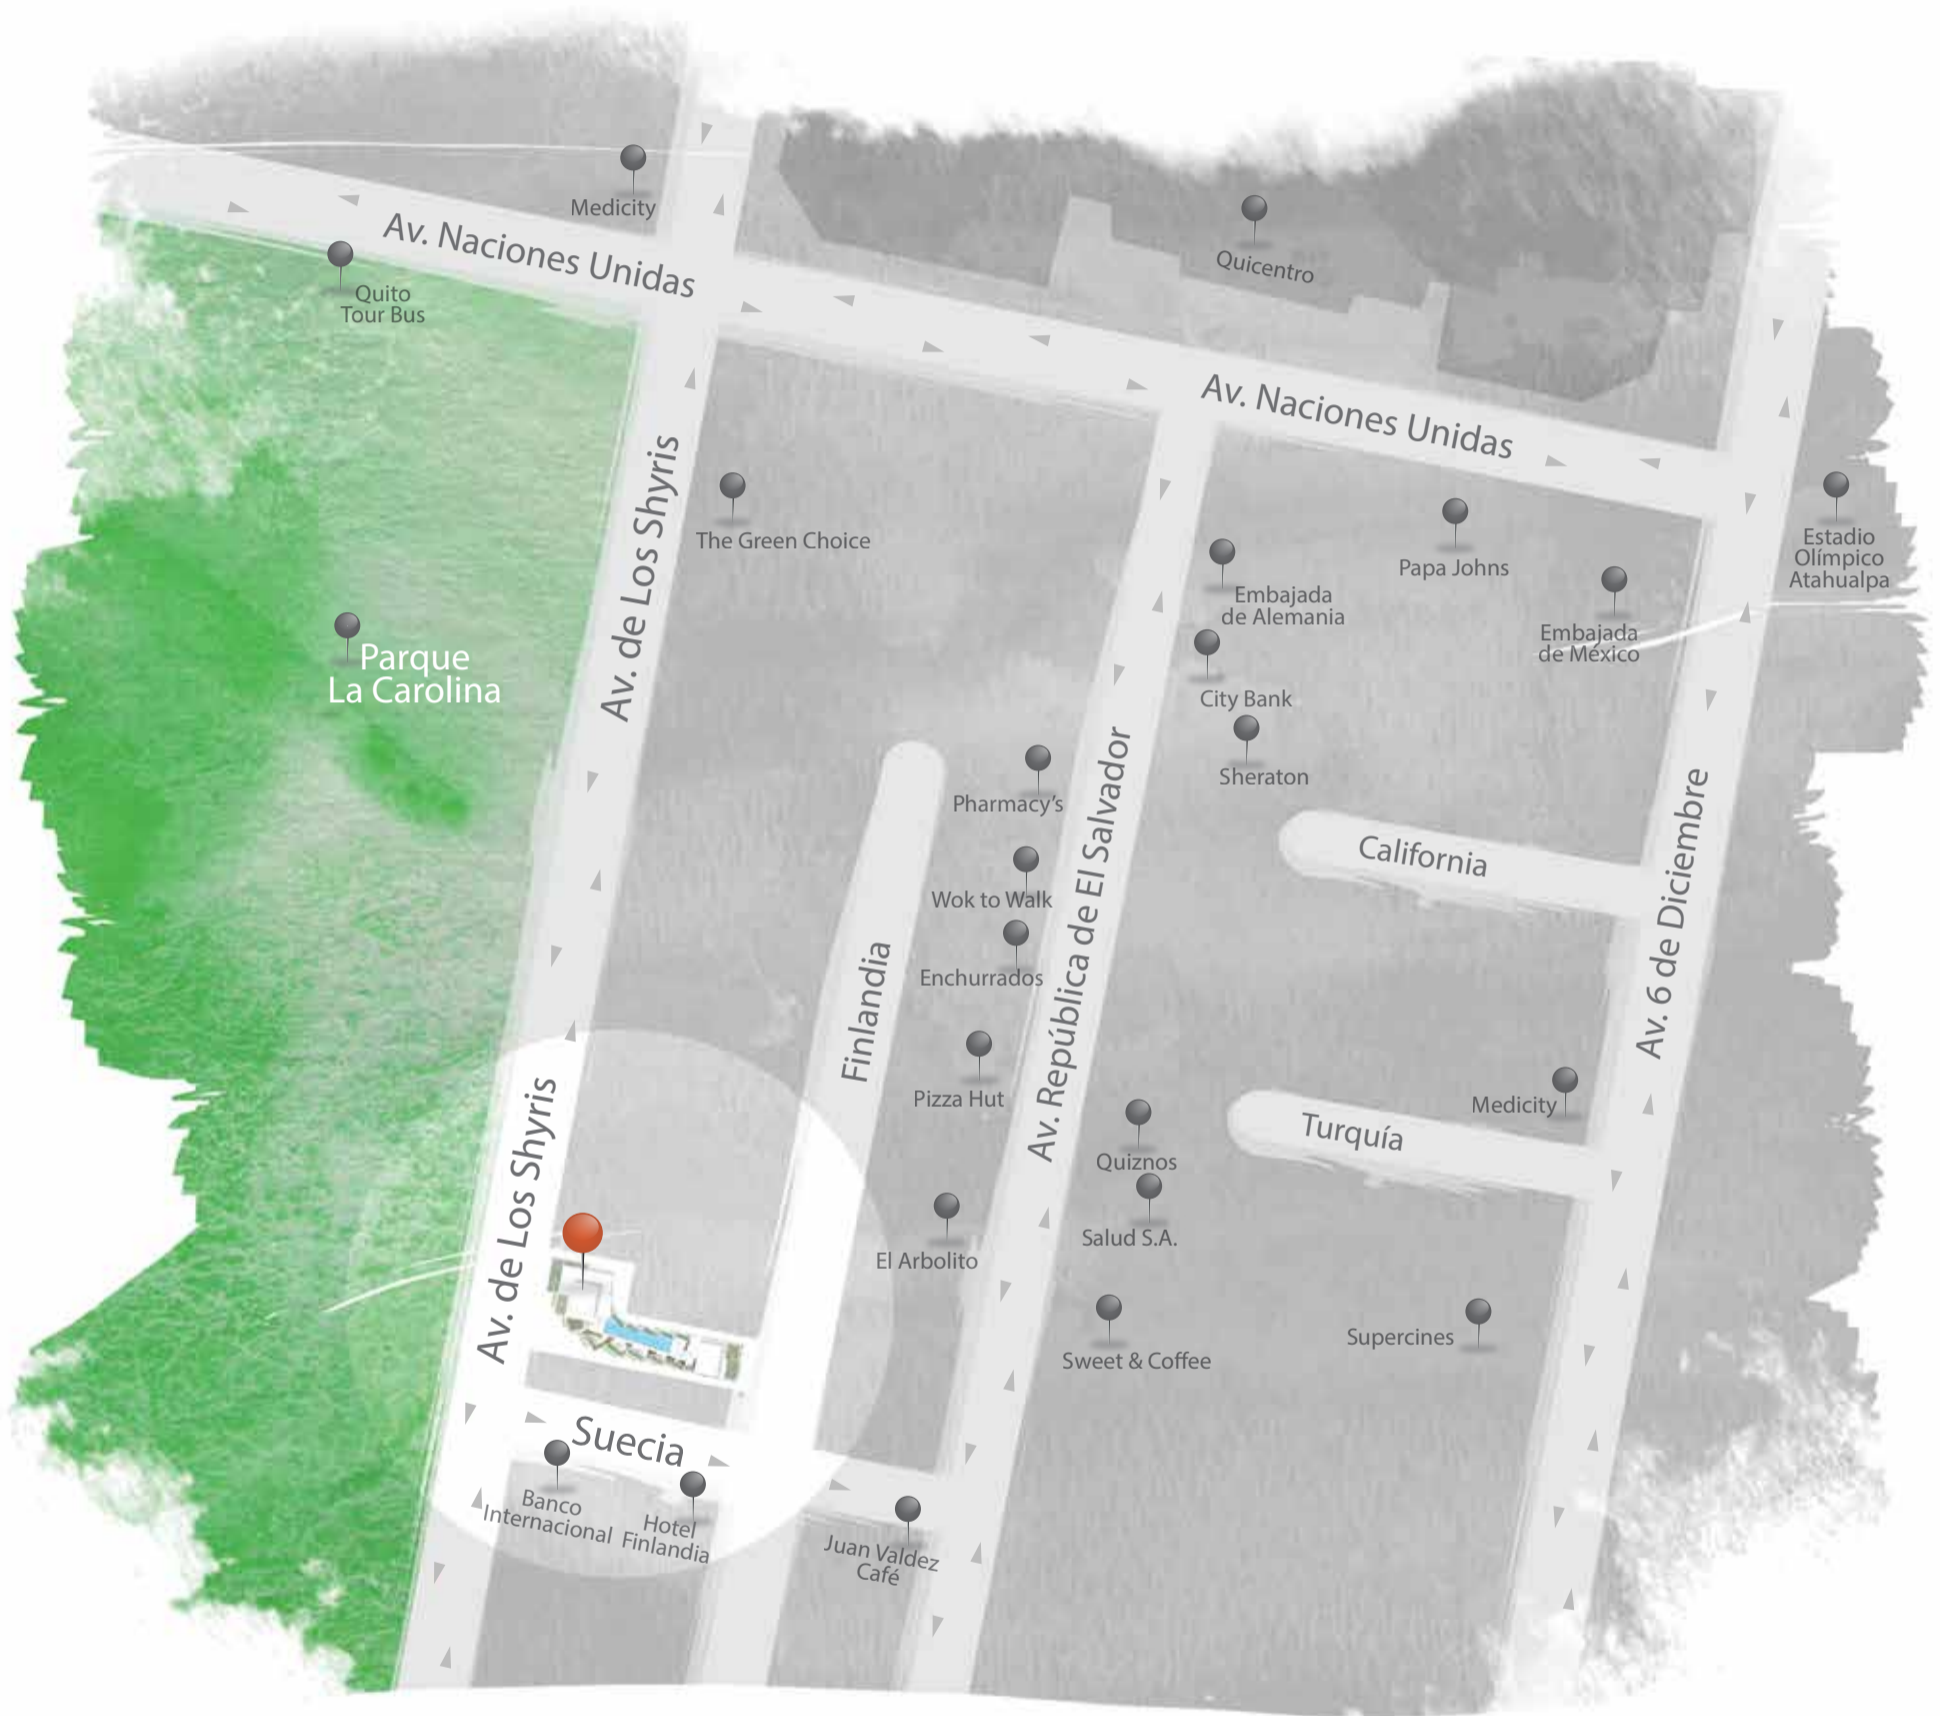 Medicity
Av. Naciones Unidas
Quicentro
Quito
Tour Bus
Av. Naciones Unidas
Av. de Los Shyris
The Green Choice
Papa Johns
Estadio
Olímpico
Atahualpa
Embajada
de Alemania
Embajada
de México
Parque
La Carolina
City Bank
Sheraton
Pharmacy's
Av. República de El Salvador
California
Av. 6 de Diciembre
Wok to Walk
Enchurrados
Finlandia
Pizza Hut
Medicity
Turquía
Av. de Los Shyris
Quiznos
Salud S.A.
El Arbolito
Sweet & Coffee
Supercines
Suecia
Banco
Internacional
Hotel
Finlandia
Juan Valdez
Café